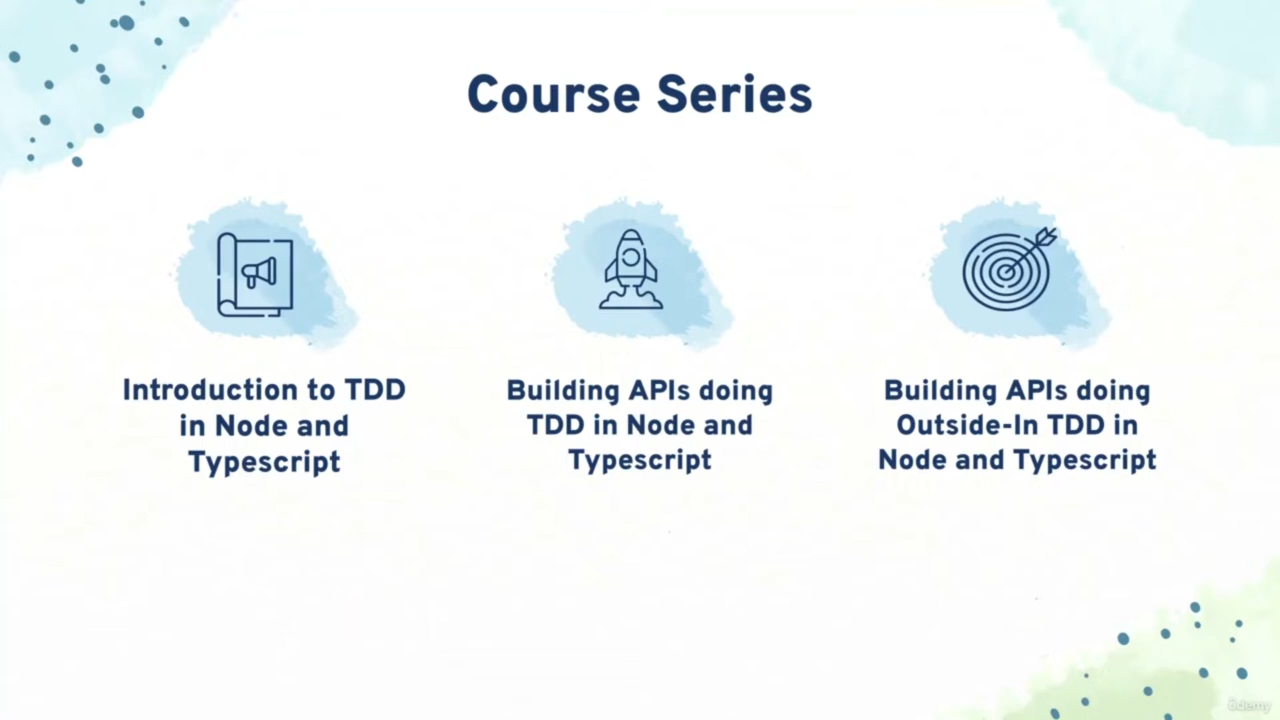 Course Series
Introduction to TDD
in Node and
Typescript
Building APIs doing
TDD in Node and
Typescript
Building APIs doing
Outside-In TDD in
Node and Typescript
ûdemy